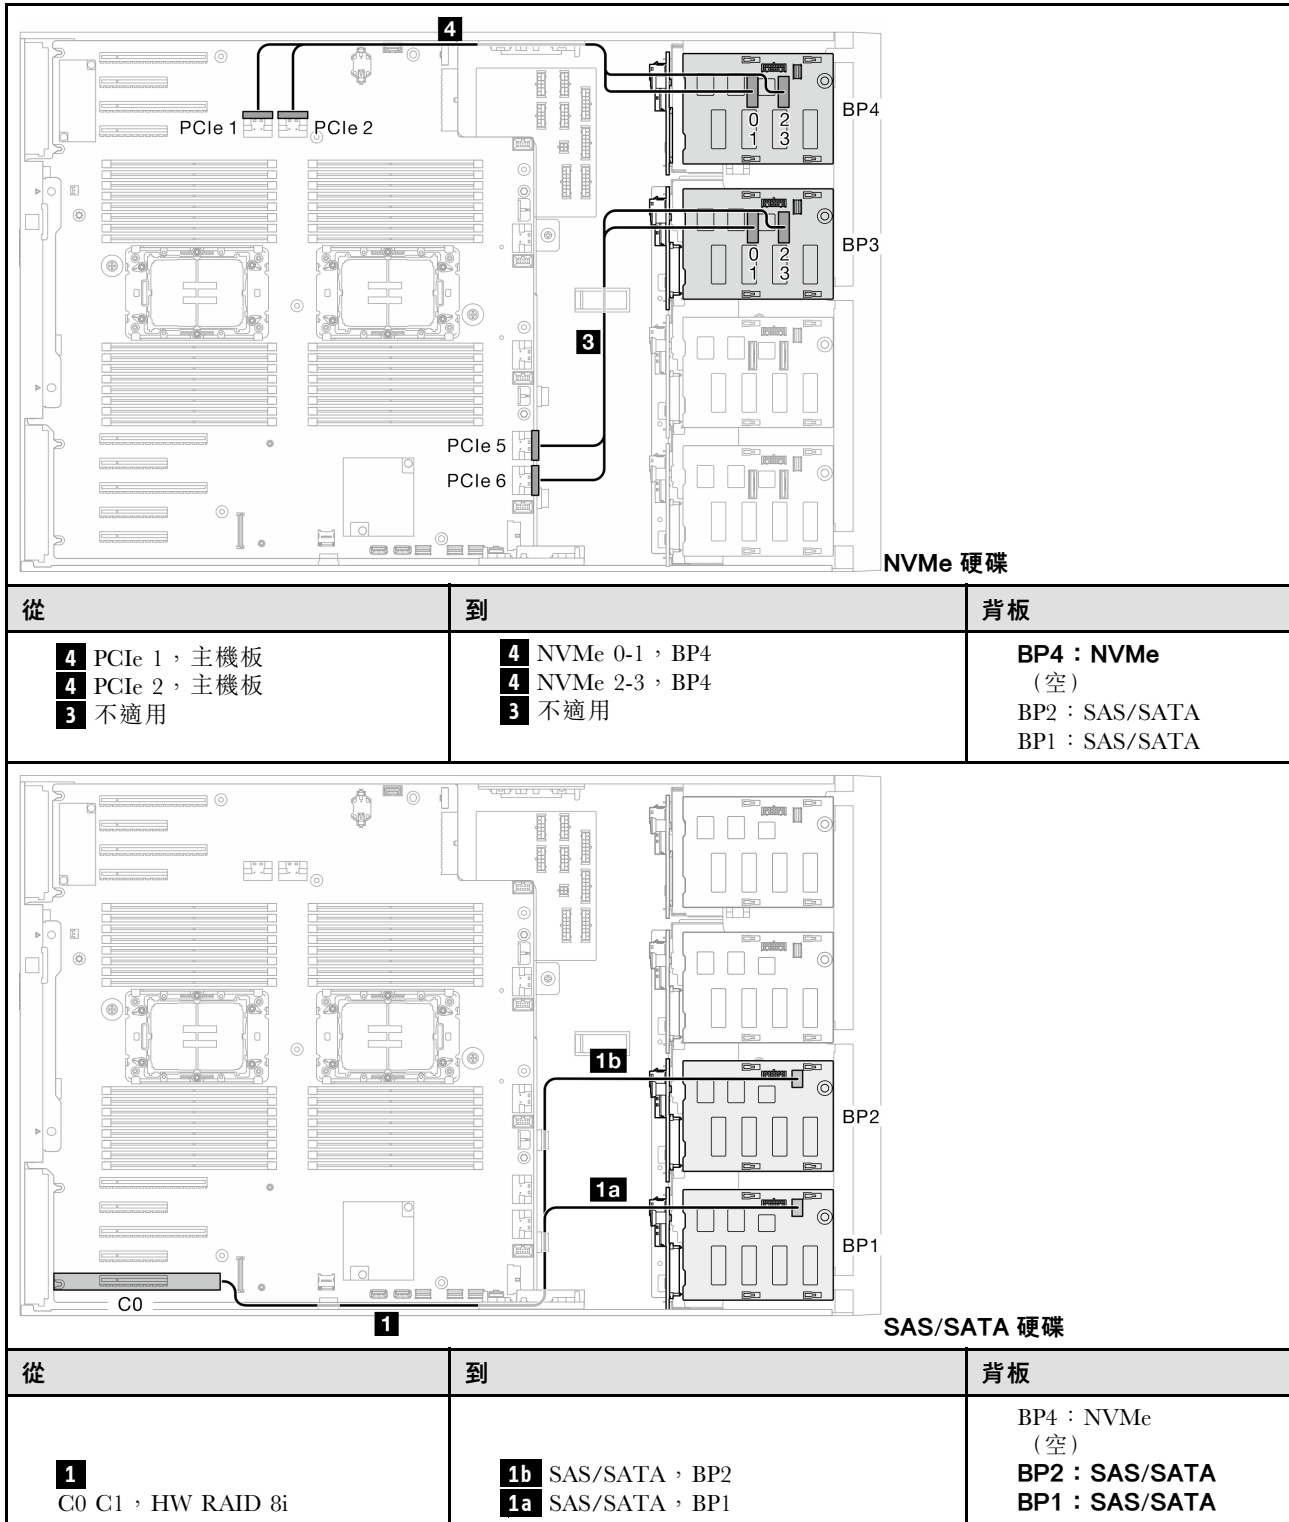 4
PCIe 1
PCIe 2
BP4
0 2
1 3
BP3
0 2
1 3
3
PCIe 5
PCIe 6
NVMe 硬碟
從 到 背板
4 PCIe 1，主機板
4 PCIe 2，主機板
3 不適用
4 NVMe 0-1，BP4
4 NVMe 2-3，BP4
3 不適用
BP4：NVMe
（空）
BP2：SAS/SATA
BP1：SAS/SATA
1b
BP2
1a
BP1
C0
1
SAS/SATA 硬碟
從 到 背板
1
C0 C1，HW RAID 8i
1b SAS/SATA，BP2
1a SAS/SATA，BP1
BP4：NVMe
（空）
BP2：SAS/SATA
BP1：SAS/SATA